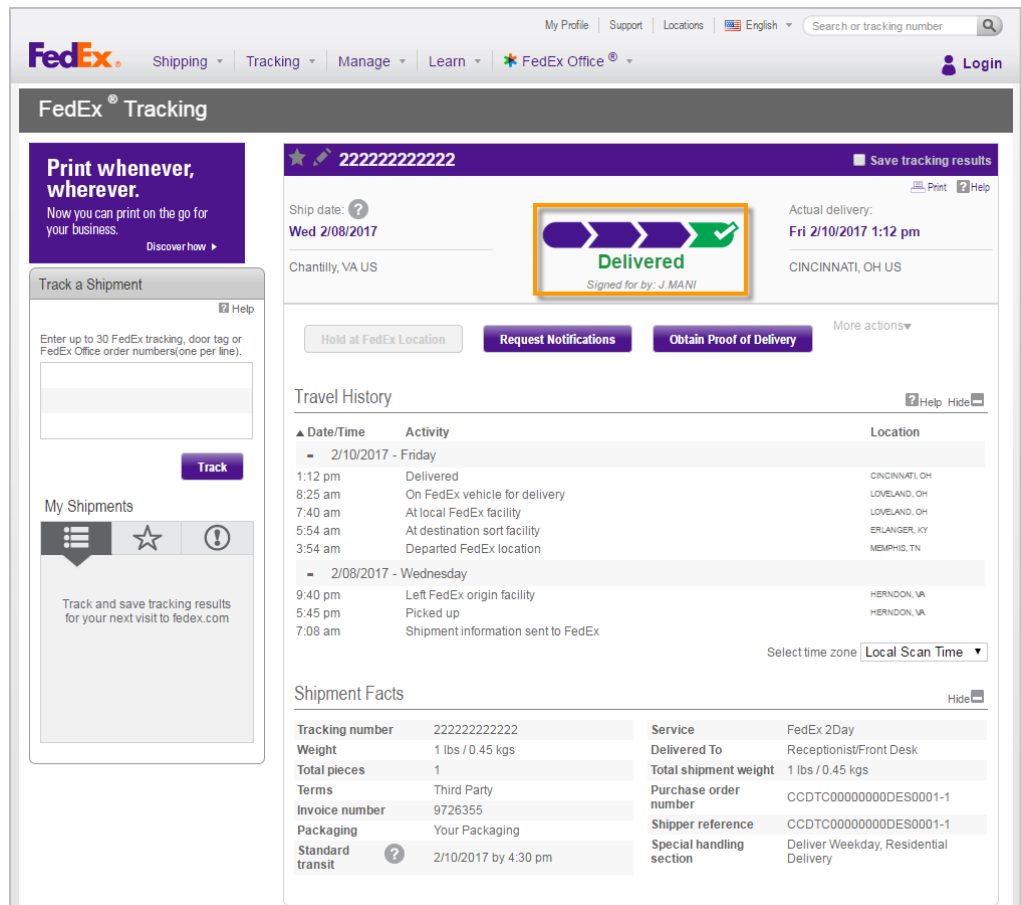 My Profile Support Locations English Search or tracking number
FedEx. Shipping Tracking Manage Learn FedEx Office ® Login
FedEx ® Tracking
Print whenever,
wherever.
Now you can print on the go for
your business.
Discover how
Track a Shipment
Help
Enter up to 30 FedEx tracking, door tag or
FedEx Office order numbers(one per line).
Track
My Shipments
Track and save tracking results
for your next visit to fedex.com
222222222222 Save tracking results
Print ? Help
Ship date: ?
Wed 2/08/2017
Chantilly, VA US
Delivered
Signed for by: J.MANI
Actual delivery:
Fri 2/10/2017 1:12 pm
CINCINNATI, OH US
Hold at FedEx Location Request Notifications Obtain Proof of Delivery More actions
Travel History ? Help Hide
Date/Time Activity Location
- 2/10/2017 - Friday
1:12 pm Delivered CINCINNATI, OH
8:25 am On FedEx vehicle for delivery LOVELAND, OH
7:40 am At local FedEx facility LOVELAND, OH
5:54 am At destination sort facility ERLANGER, KY
3:54 am Departed FedEx location MEMPHIS, TN
- 2/08/2017 - Wednesday
9:40 pm Left FedEx origin facility HERNDON, VA
5:45 pm Picked up HERNDON, VA
7:08 am Shipment information sent to FedEx
Select time zone Local Scan Time
Shipment Facts Hide
Tracking number 222222222222
Weight 1 lbs / 0.45 kgs
Total pieces 1
Terms Third Party
Invoice number 9726355
Packaging Your Packaging
Standard
transit ? 2/10/2017 by 4:30 pm
Service FedEx 2Day
Delivered To Receptionist/Front Desk
Total shipment weight 1 lbs / 0.45 kgs
Purchase order
number CCDTC00000000DES0001-1
Shipper reference CCDTC00000000DES0001-1
Special handling
section Deliver Weekday, Residential
Delivery